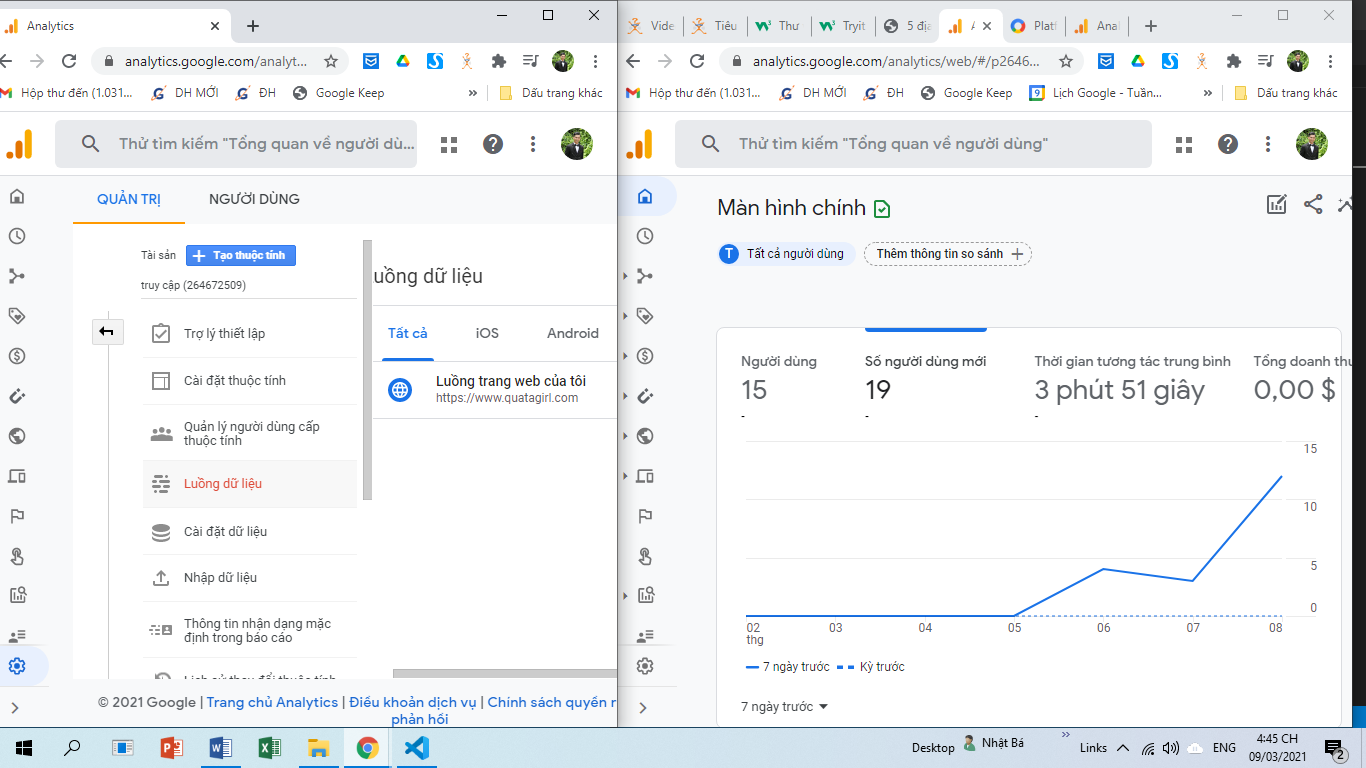 Analytics
analytics.google.com/analyt...
Hộp thư đến (1.031...
DH MỚI
ĐH
Google Keep
»
Dấu trang khác
Thử tìm kiếm "Tổng quan về người dù...
QUẢN TRỊ
NGƯỜI DÙNG
Tài sản
+ Tạo thuộc tính
truy cập (264672509)
Trợ lý thiết lập
Cài đặt thuộc tính
Quản lý người dùng cấp
thuộc tính
Luồng dữ liệu
Cài đặt dữ liệu
Nhập dữ liệu
Thông tin nhận dạng mặc
định trong báo cáo
Lịch sử thay đổi thuộc tính
uồng dữ liệu
Tất cả
iOS
Android
Luồng trang web của tôi
https://www.quatagirl.com
© 2021 Google | Trang chủ Analytics | Điều khoản dịch vụ | Chính sách quyền r
phản hồi
Vide
Tiêu
Thư
Tryit
5 địa
A
Platf
Anal
analytics.google.com/analytics/web/#/p2646...
Hộp thư đến (1.031...
DH MỚI
ĐH
Google Keep
Lịch Google - Tuần...
»
Dấu trang khác
Thử tìm kiếm "Tổng quan về người dùng"
Màn hình chính
T
Tất cả người dùng
Thêm thông tin so sánh +
Người dùng
15
-
Số người dùng mới
19
-
Thời gian tương tác trung bình
3 phút 51 giây
-
Tổng doanh thu
0,00 $
15
10
5
0
02
thg
03
04
05
06
07
08
7 ngày trước
Kỳ trước
7 ngày trước
Desktop
Nhật Bá
»
Links
ENG
4:45 CH
09/03/2021
2